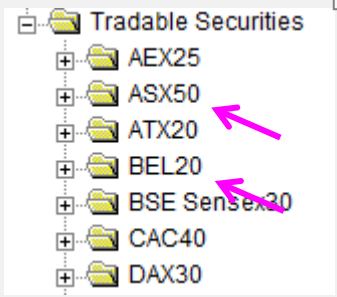 Tradable Securities
AEX25
ASX50
ATX20
BEL20
BSE Sensex30
CAC40
DAX30